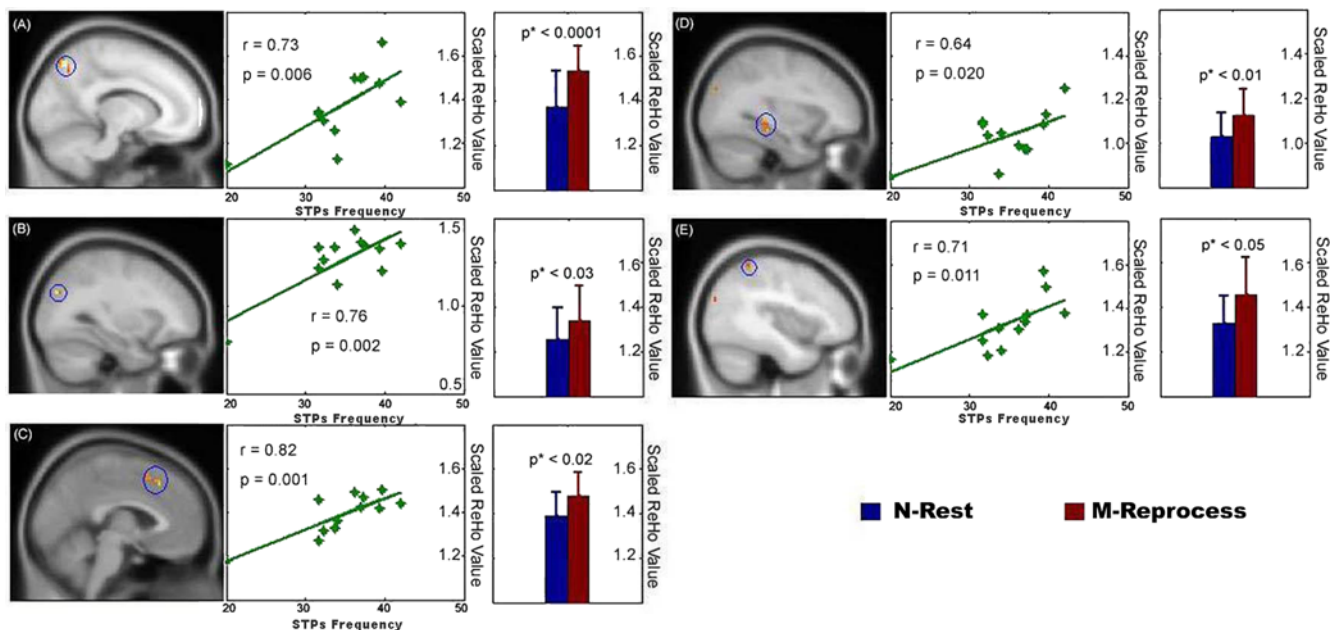 (A)
r = 0.73
p = 0.006
1.6
1.4
1.2
Scaled ReHo Value
20 30 40 50
STPs Frequency
p* < 0.0001
1.6
1.4
1.2
Scaled ReHo Value
(B)
r = 0.76
p = 0.002
1.5
1.0
0.5
Scaled ReHo Value
20 30 40 50
STPs Frequency
p* < 0.03
1.6
1.4
1.2
Scaled ReHo Value
(C)
r = 0.82
p = 0.001
1.6
1.4
1.2
Scaled ReHo Value
20 30 40 50
STPs Frequency
p* < 0.02
1.6
1.4
1.2
Scaled ReHo Value
(D)
r = 0.64
p = 0.020
1.4
1.2
1.0
Scaled ReHo Value
20 30 40 50
STPs Frequency
p* < 0.01
1.4
1.2
1.0
Scaled ReHo Value
(E)
r = 0.71
p = 0.011
1.6
1.4
1.2
Scaled ReHo Value
20 30 40 50
STPs Frequency
p* < 0.05
1.6
1.4
1.2
Scaled ReHo Value
N-Rest
M-Reprocess